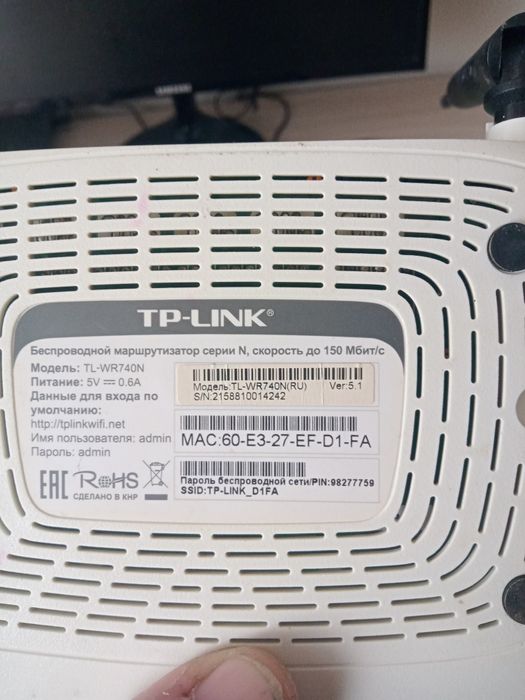 SAMSUNG
TP-LINK®
Беспроводной маршрутизатор серии N, скорость до 150 Мбит/с
Модель: TL-WR740N
Питание: 5V⎓0.6A
Данные для входа по
умолчанию:
http://tplinkwifi.net
Имя пользователя: admin
Пароль: admin
Модель:TL-WR740N(RU) Ver:5.1
S/N:2158810014242
MAC:60-E3-27-EF-D1-FA
Пароль беспроводной сети/PIN:98277759
SSID:TP-LINK_D1FA
EAC RoHS
СДЕЛАНО В КНР